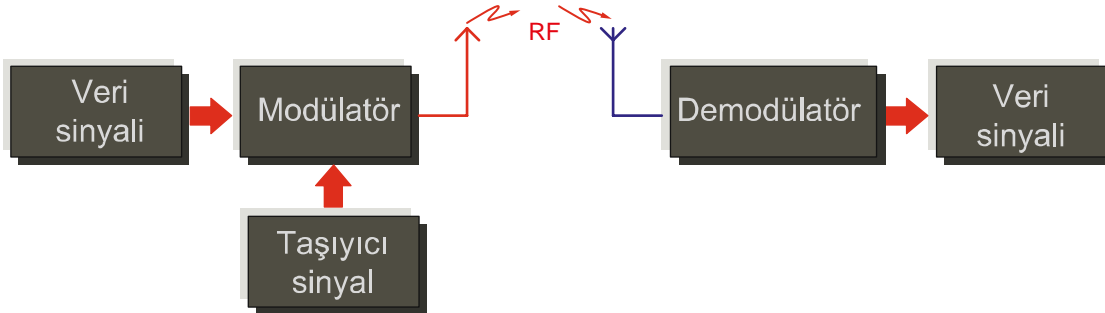 RF
Veri
sinyali
Modülatör
Demodülatör
Veri
sinyali
Taşıyıcı
sinyal